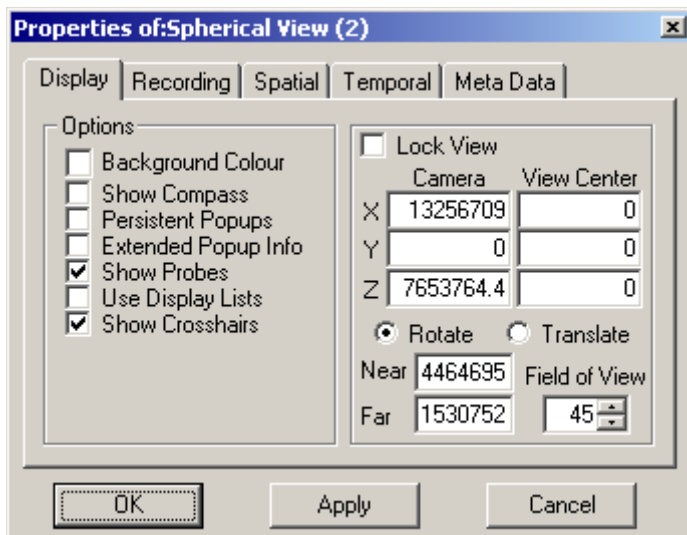 Properties of:Spherical View (2)
Display Recording Spatial Temporal Meta Data
Options
Background Colour
Show Compass
Persistent Popups
Extended Popup Info
Show Probes
Use Display Lists
Show Crosshairs
Lock View
Camera View Center
X 13256709 0
Y 0 0
Z 7653764.4 0
Rotate Translate
Near 4464695 Field of View
Far 1530752 45
OK Apply Cancel